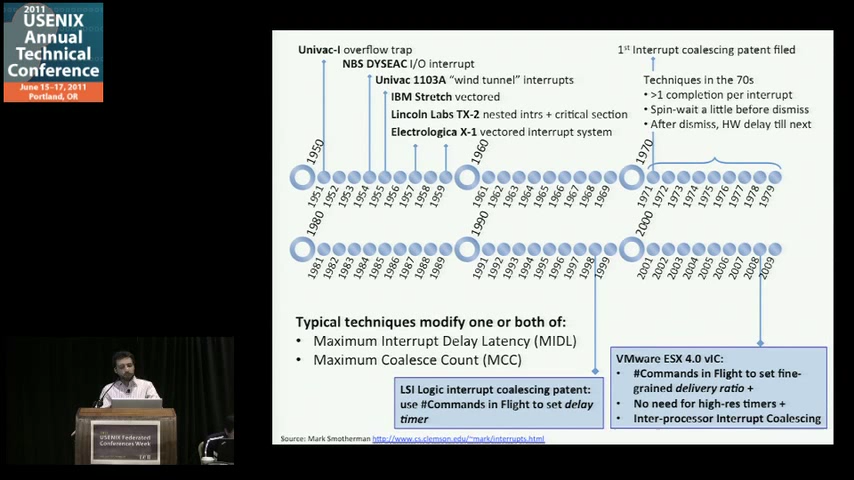 2011
USENIX
Annual
Technical
Conference
June 15–17, 2011
Portland, OR
Univac-I overflow trap
NBS DYSEAC I/O interrupt
Univac 1103A “wind tunnel” interrupts
IBM Stretch vectored
Lincoln Labs TX-2 nested intrs + critical section
Electrologica X-1 vectored interrupt system
1st Interrupt coalescing patent filed
Techniques in the 70s
• >1 completion per interrupt
• Spin-wait a little before dismiss
• After dismiss, HW delay till next
1950 1951 1952 1953 1954 1955 1956 1957 1958 1959 1960 1961 1962 1963 1964 1965 1966 1967 1968 1969 1970 1971 1972 1973 1974 1975 1976 1977 1978 1979
1980 1981 1982 1983 1984 1985 1986 1987 1988 1989 1990 1991 1992 1993 1994 1995 1996 1997 1998 1999 2000 2001 2002 2003 2004 2005 2006 2007 2008 2009
Typical techniques modify one or both of:
• Maximum Interrupt Delay Latency (MIDL)
• Maximum Coalesce Count (MCC)
LSI Logic interrupt coalescing patent:
use #Commands in Flight to set delay
timer
VMware ESX 4.0 vIC:
• #Commands in Flight to set fine-
grained delivery ratio +
• No need for high-res timers +
• Inter-processor Interrupt Coalescing
Source: Mark Smotherman http://www.cs.clemson.edu/~mark/interrupts.html
USENIX Federated
Conferences Week